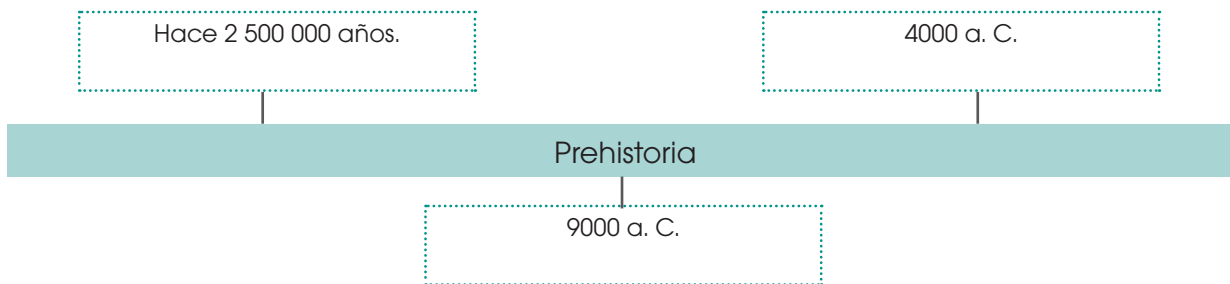 Hace 2 500 000 años.
4000 a. C.
Prehistoria
9000 a. C.